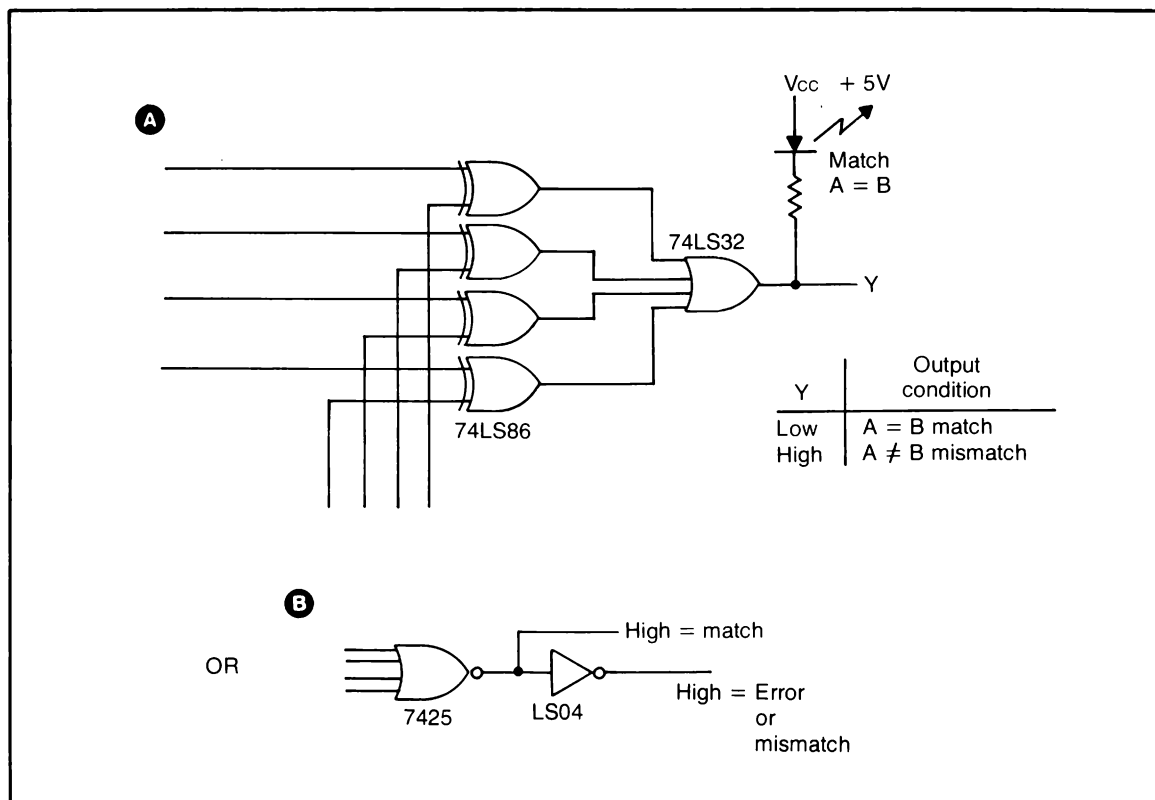 A
Vcc + 5V
Match
A = B
74LS32
Y
74LS86
Y Output condition
Low A = B match
High A ≠ B mismatch
B
OR
High = match
7425
LS04
High = Error
or
mismatch